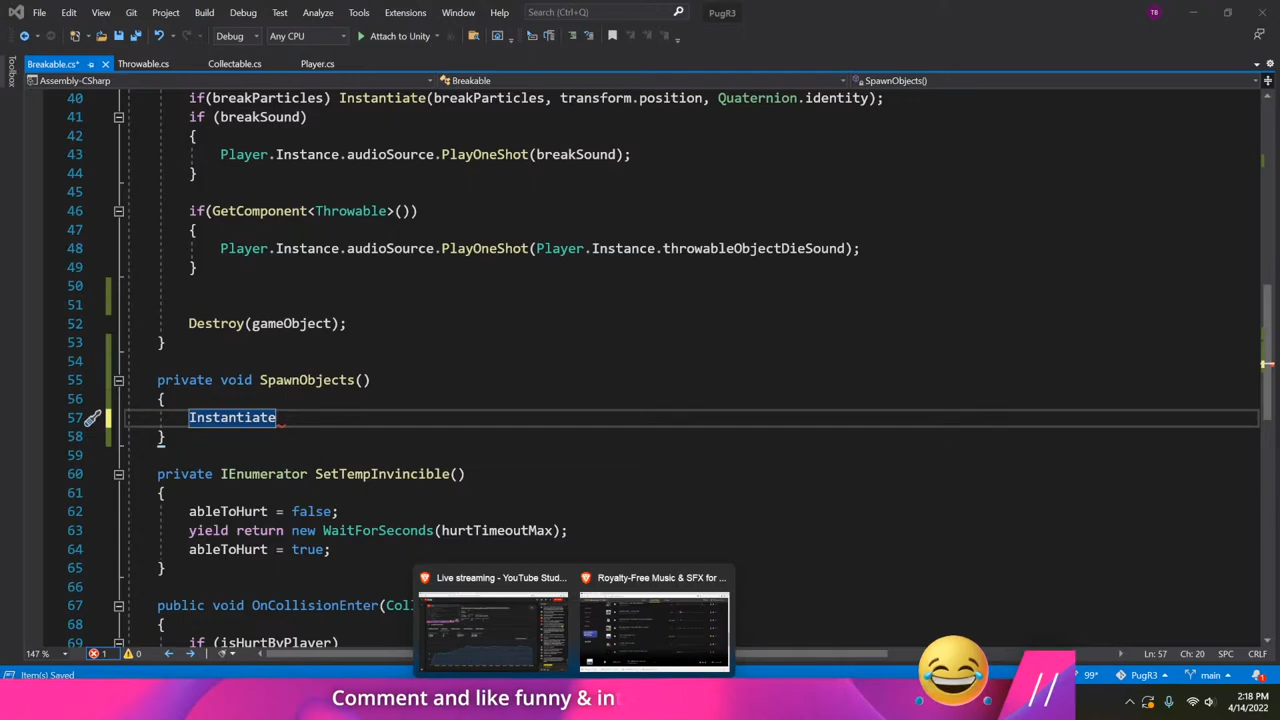 File Edit View Git Project Build Debug Test Analyze Tools Extensions Window Help Search (Ctrl+Q) PugR3 TB
Debug Any CPU Attach to Unity
Breakable.cs* Throwable.cs Collectable.cs Player.cs
Toolbox
Assembly-CSharp Breakable SpawnObjects()
40 if(breakParticles) Instantiate(breakParticles, transform.position, Quaternion.identity);
41 if (breakSound)
42 {
43 Player.Instance.audioSource.PlayOneShot(breakSound);
44 }
45
46 if(GetComponent<Throwable>())
47 {
48 Player.Instance.audioSource.PlayOneShot(Player.Instance.throwableObjectDieSound);
49 }
50
51
52 Destroy(gameObject);
53 }
54
55 private void SpawnObjects()
56 {
57 Instantiate
58 }
59
60 private IEnumerator SetTempInvincible()
61 {
62 ableToHurt = false;
63 yield return new WaitForSeconds(hurtTimeoutMax);
64 ableToHurt = true;
65 }
66
67 public void OnCollisionEnter(Col
68 {
69 if (isHurtByPlayer)
Live streaming - YouTube Stud... Royalty-Free Music & SFX for ...
147 % 1 0 Ln: 57 Ch: 20 SPC CRLF
Item(s) Saved 99+ PugR3 main 1
Comment and like funny & in
//
99°
2:18 PM
4/14/2022